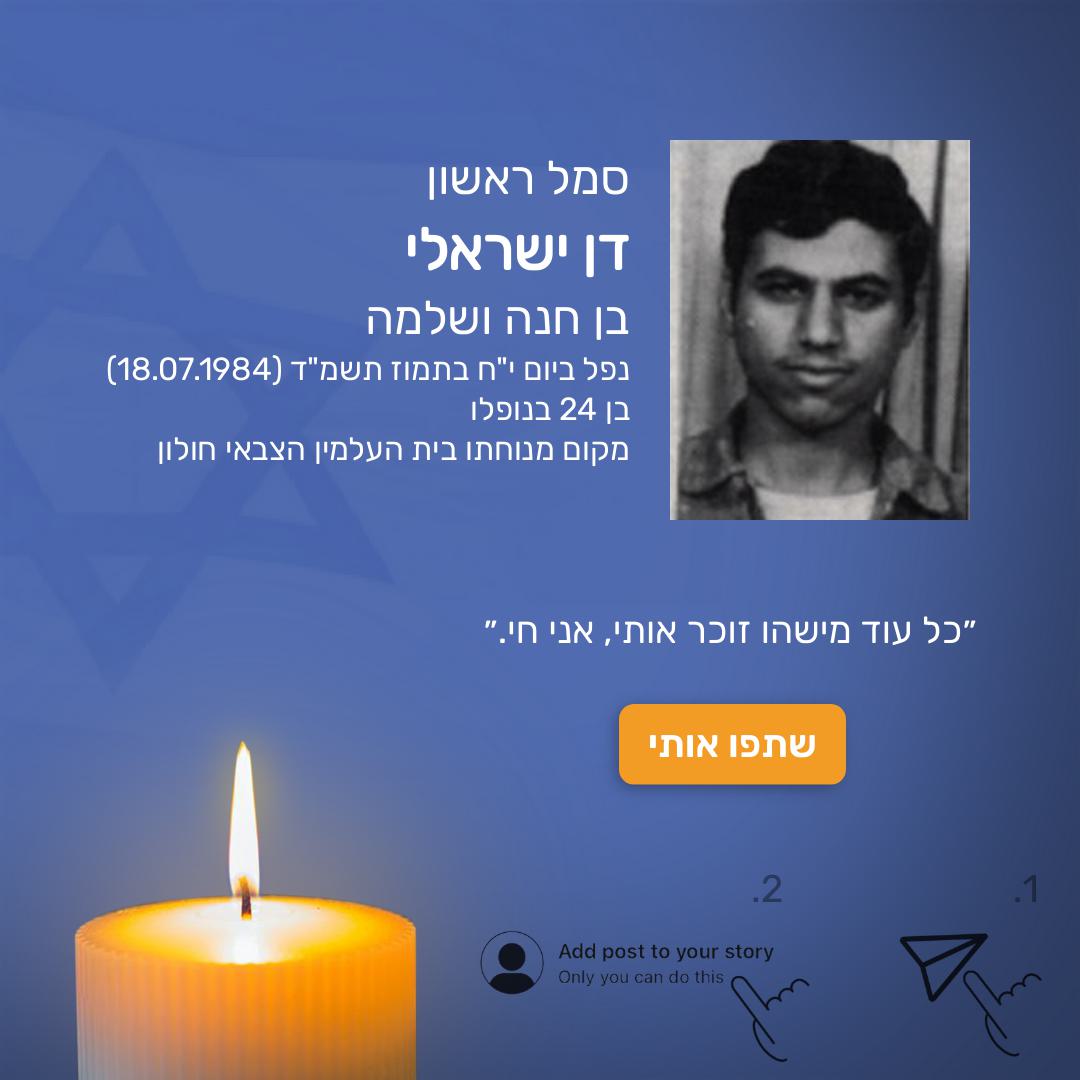 סמל ראשון
דן ישראלי
בן חנה ושלמה
נפל ביום י"ח בתמוז תשמ"ד (18.07.1984)
בן 24 בנופלו
מקום מנוחתו בית העלמין הצבאי חולון
״כל עוד מישהו זוכר אותי, אני חי.״
שתפו אותי
1.
2.
Add post to your story
Only you can do this